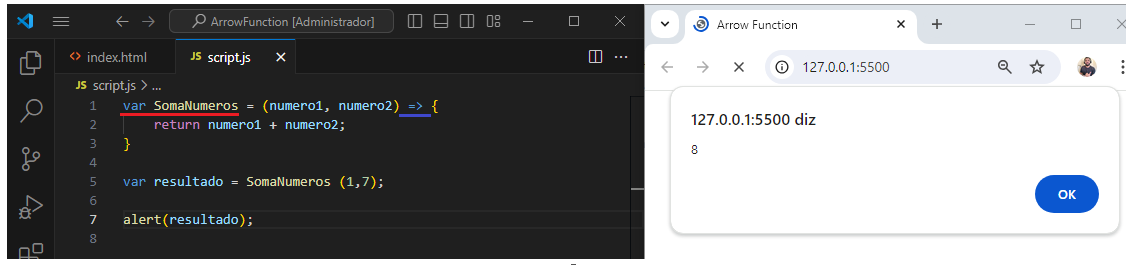 ArrowFunction [Administrador]
index.html
JS script.js
JS script.js > ...
1 var SomaNumeros = (numero1, numero2) => {
2 return numero1 + numero2;
3 }
4
5 var resultado = SomaNumeros (1,7);
6
7 alert(resultado);
8
Arrow Function
127.0.0.1:5500
127.0.0.1:5500 diz
8
OK